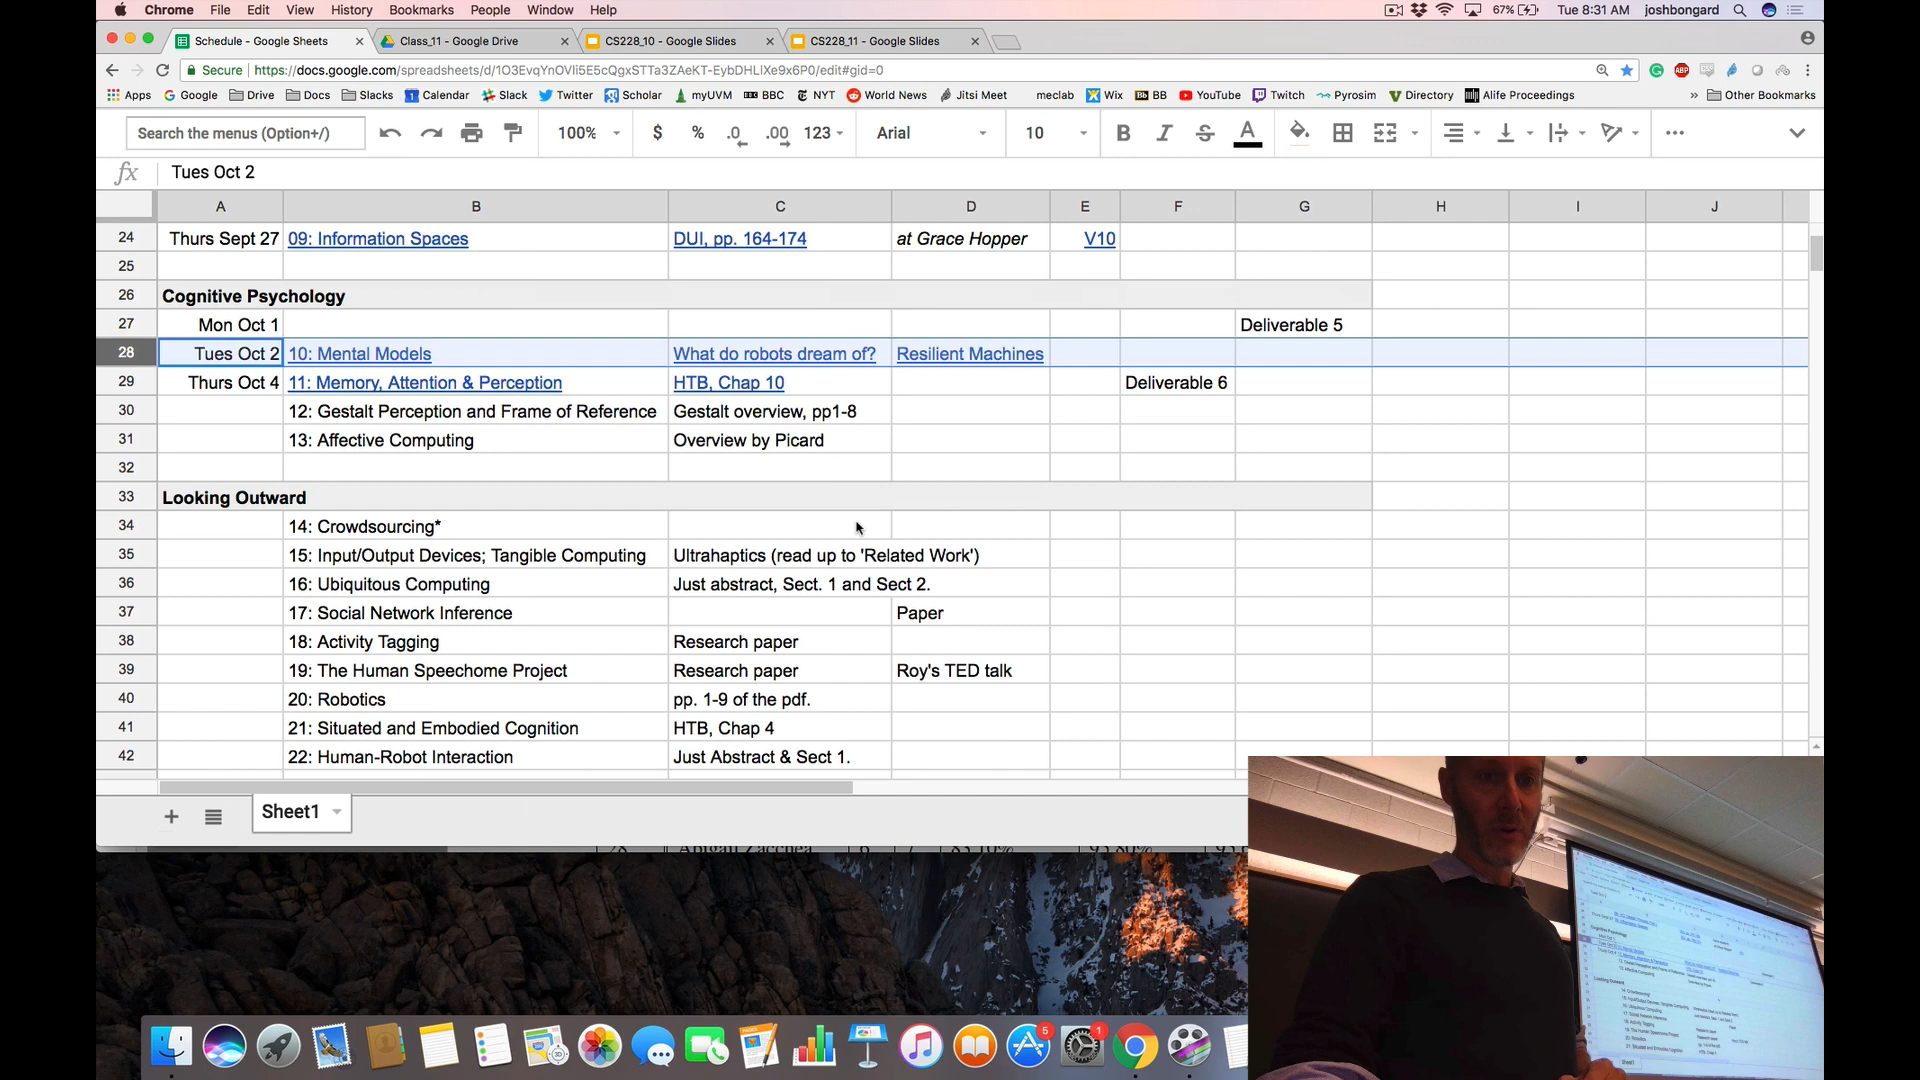 Chrome File Edit View History Bookmarks People Window Help 67% Tue 8:31 AM joshbongard
Schedule - Google Sheets Class_11 - Google Drive CS228_10 - Google Slides CS228_11 - Google Slides
Secure https://docs.google.com/spreadsheets/d/1O3EvqYnOVIi5E5cQgxSTTa3ZAeKT-EybDHLIXe9x6P0/edit#gid=0
Apps Google Drive Docs Slacks Calendar Slack Twitter Scholar myUVM BBC NYT World News Jitsi Meet meclab Wix BB YouTube Twitch Pyrosim Directory Alife Proceedings » Other Bookmarks
Search the menus (Option+/) 100% $ % .0 .00 123 Arial 10 B I S A
fx Tues Oct 2
A B C D E F G H I J
24 Thurs Sept 27 09: Information Spaces DUI, pp. 164-174 at Grace Hopper V10
25
26 Cognitive Psychology
27 Mon Oct 1 Deliverable 5
28 Tues Oct 2 10: Mental Models What do robots dream of? Resilient Machines
29 Thurs Oct 4 11: Memory, Attention & Perception HTB, Chap 10 Deliverable 6
30 12: Gestalt Perception and Frame of Reference Gestalt overview, pp1-8
31 13: Affective Computing Overview by Picard
32
33 Looking Outward
34 14: Crowdsourcing*
35 15: Input/Output Devices; Tangible Computing Ultrahaptics (read up to 'Related Work')
36 16: Ubiquitous Computing Just abstract, Sect. 1 and Sect 2.
37 17: Social Network Inference Paper
38 18: Activity Tagging Research paper
39 19: The Human Speechome Project Research paper Roy's TED talk
40 20: Robotics pp. 1-9 of the pdf.
41 21: Situated and Embodied Cognition HTB, Chap 4
42 22: Human-Robot Interaction Just Abstract & Sect 1.
Sheet1
5 1